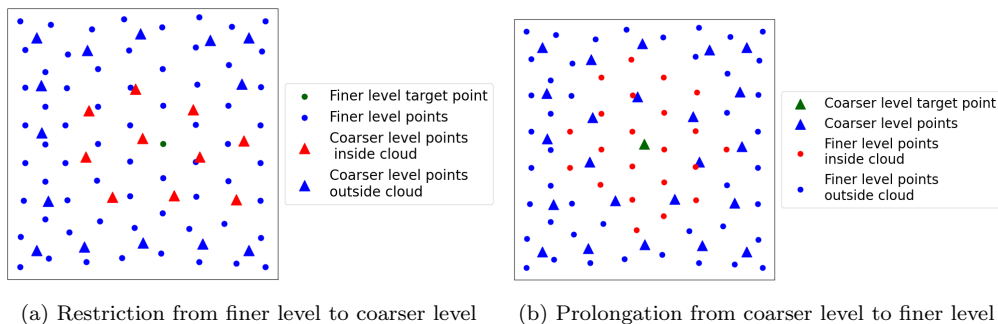 Finer level target point
Finer level points
Coarser level points
inside cloud
Coarser level points
outside cloud
Coarser level target point
Coarser level points
Finer level points
inside cloud
Finer level points
outside cloud
(a) Restriction from finer level to coarser level
(b) Prolongation from coarser level to finer level